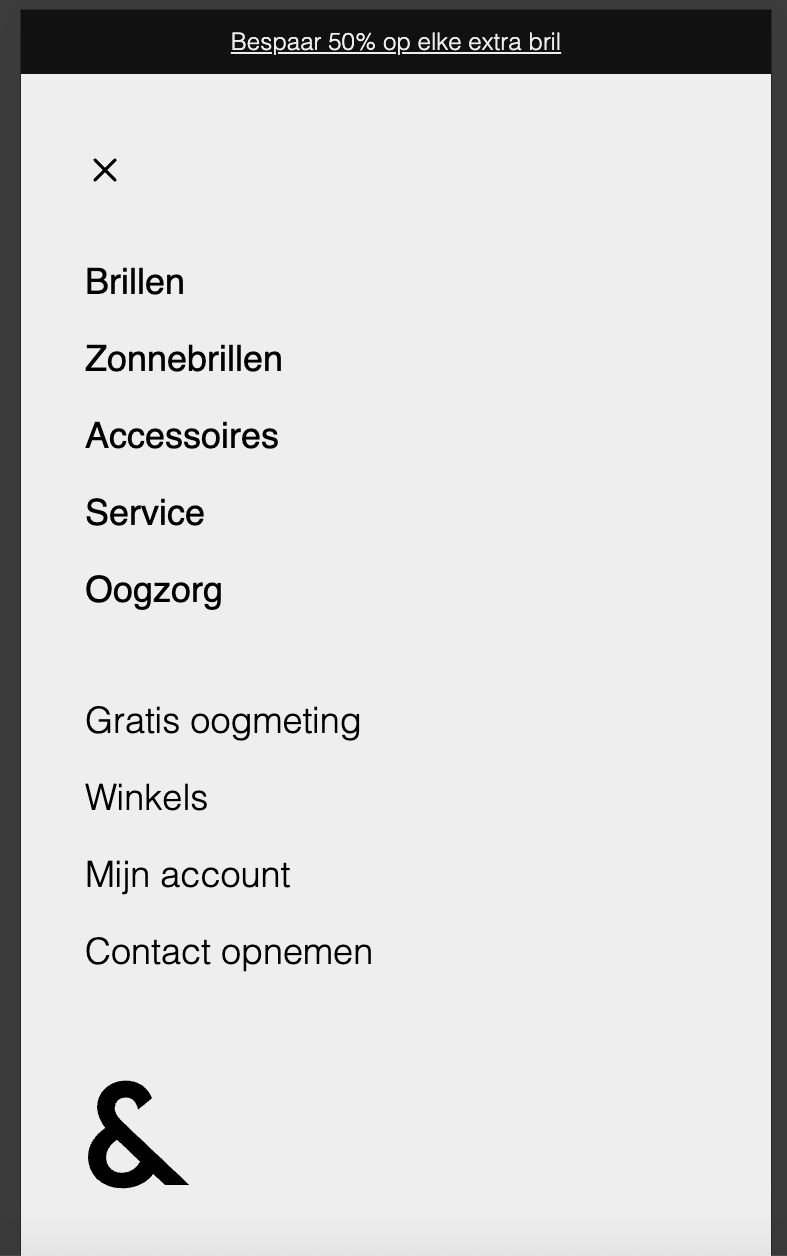 Bespaar 50% op elke extra bril
Brillen
Zonnebrillen
Accessoires
Service
Oogzorg
Gratis oogmeting
Winkels
Mijn account
Contact opnemen
&